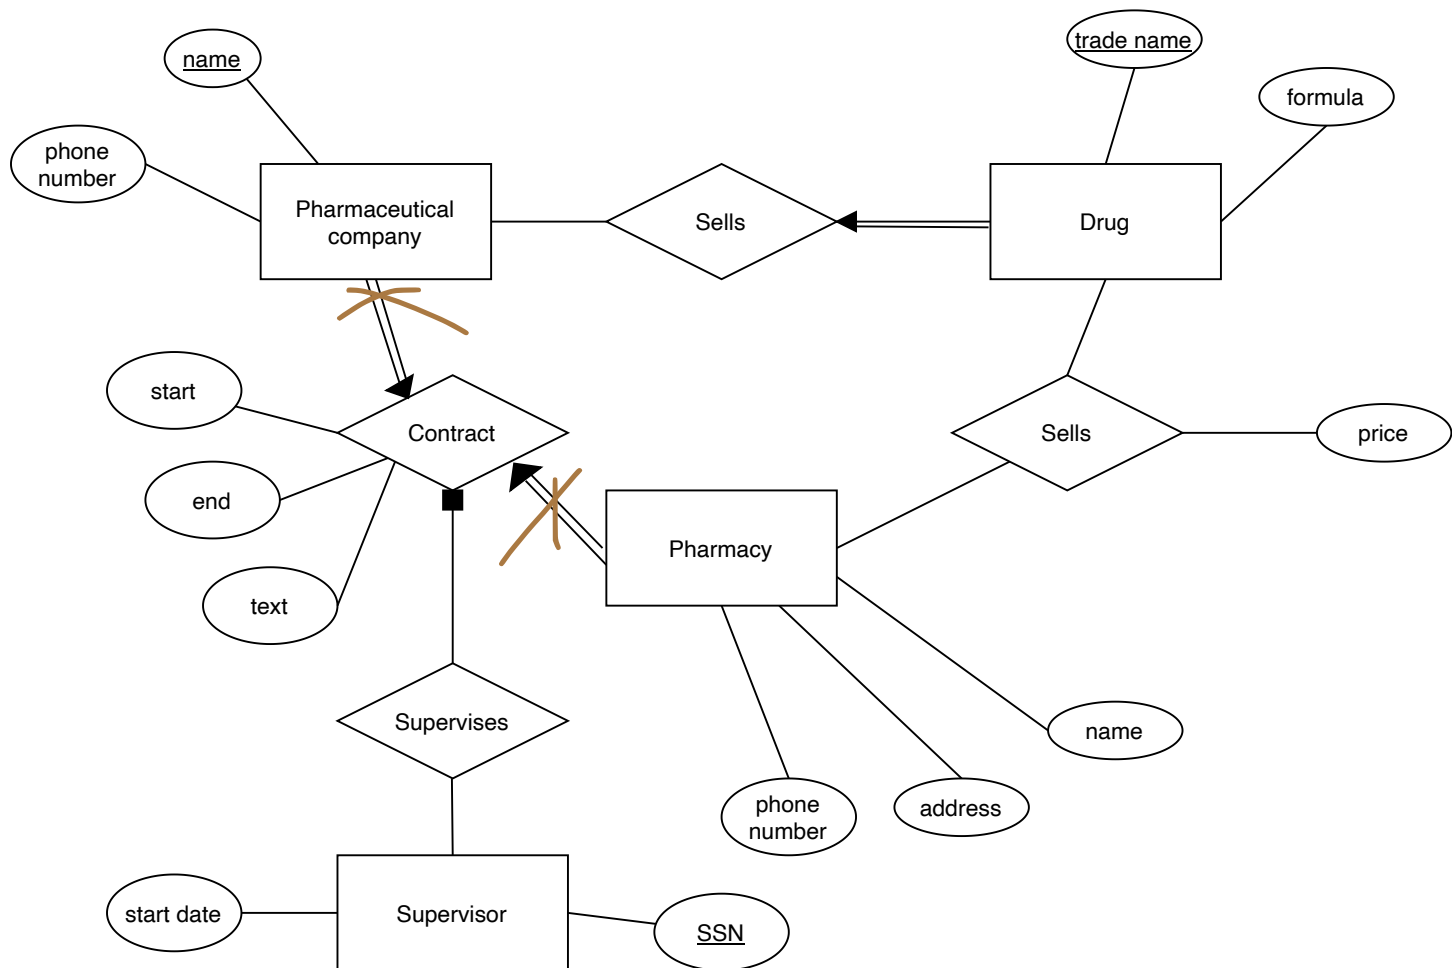 trade name
name
formula
phone
number
Pharmaceutical
company
Sells
Drug
start
Contract
price
Sells
end
Pharmacy
text
Supervises
name
phone
number
address
start date
Supervisor
SSN